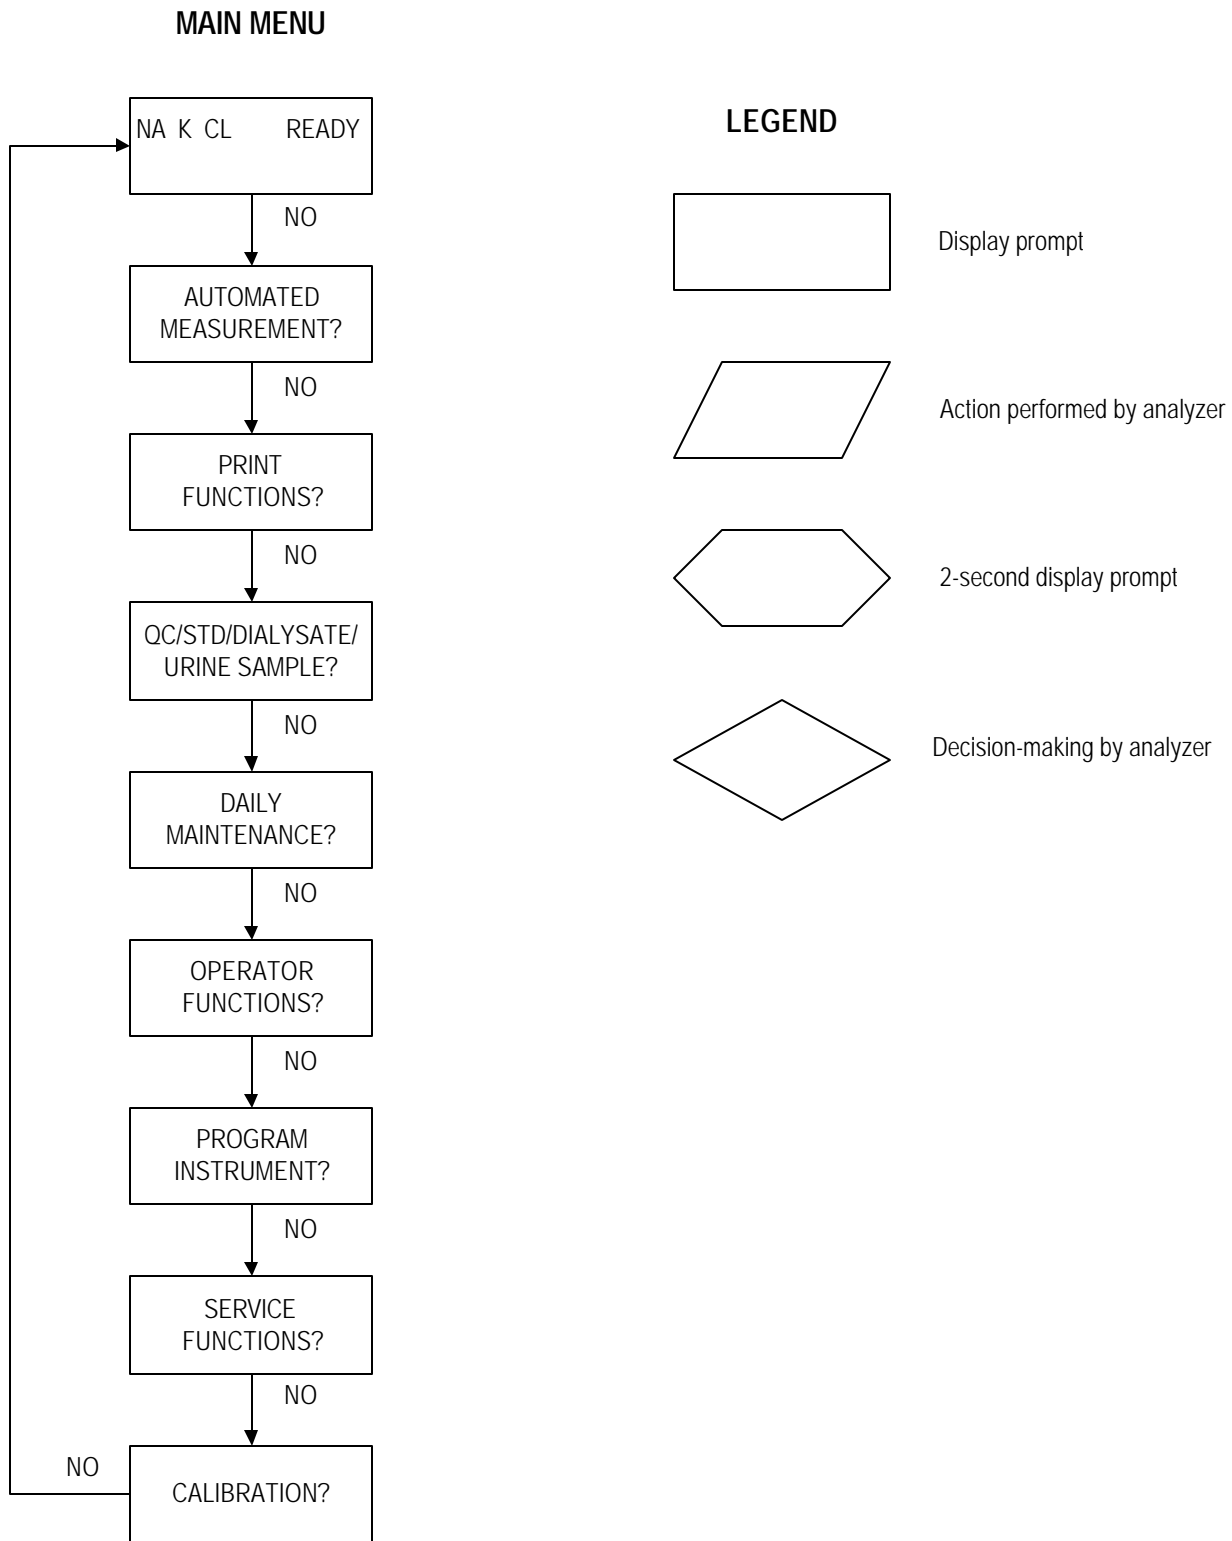 MAIN MENU
NA K CL READY
NO
AUTOMATED
MEASUREMENT?
NO
PRINT
FUNCTIONS?
NO
QC/STD/DIALYSATE/
URINE SAMPLE?
NO
DAILY
MAINTENANCE?
NO
OPERATOR
FUNCTIONS?
NO
PROGRAM
INSTRUMENT?
NO
SERVICE
FUNCTIONS?
NO
NO
CALIBRATION?
LEGEND
Display prompt
Action performed by analyzer
2-second display prompt
Decision-making by analyzer